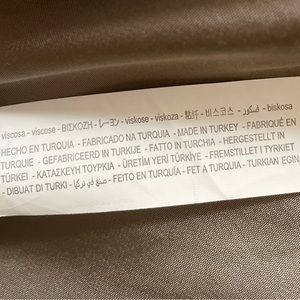 viscosa - viscose - ΒΙΣΚΟΖΗ - レーヨン - viskose - viskoza - 粘纤 - 비스코스 - فسكوز - biskosa
HECHO EN TURQUIA - FABRICADO NA TURQUIA - MADE IN TURKEY - FABRIQUÉ EN
TURQUIE - GEFABRICEERD IN TURKIJE - FATTO IN TURCHIA - HERGESTELLT IN
TÜRKEI - ΚΑΤΑΣΚΕΥΗ ΤΟΥΡΚΙΑ - ÜRETİM YERİ TÜRKİYE - FREMSTILLET I TYRKIET
- DIBUAT DI TURKI - صنع في تركيا - FEITO EN TURQUÍA - FET A TURQUIA - TURKIAN EGINA